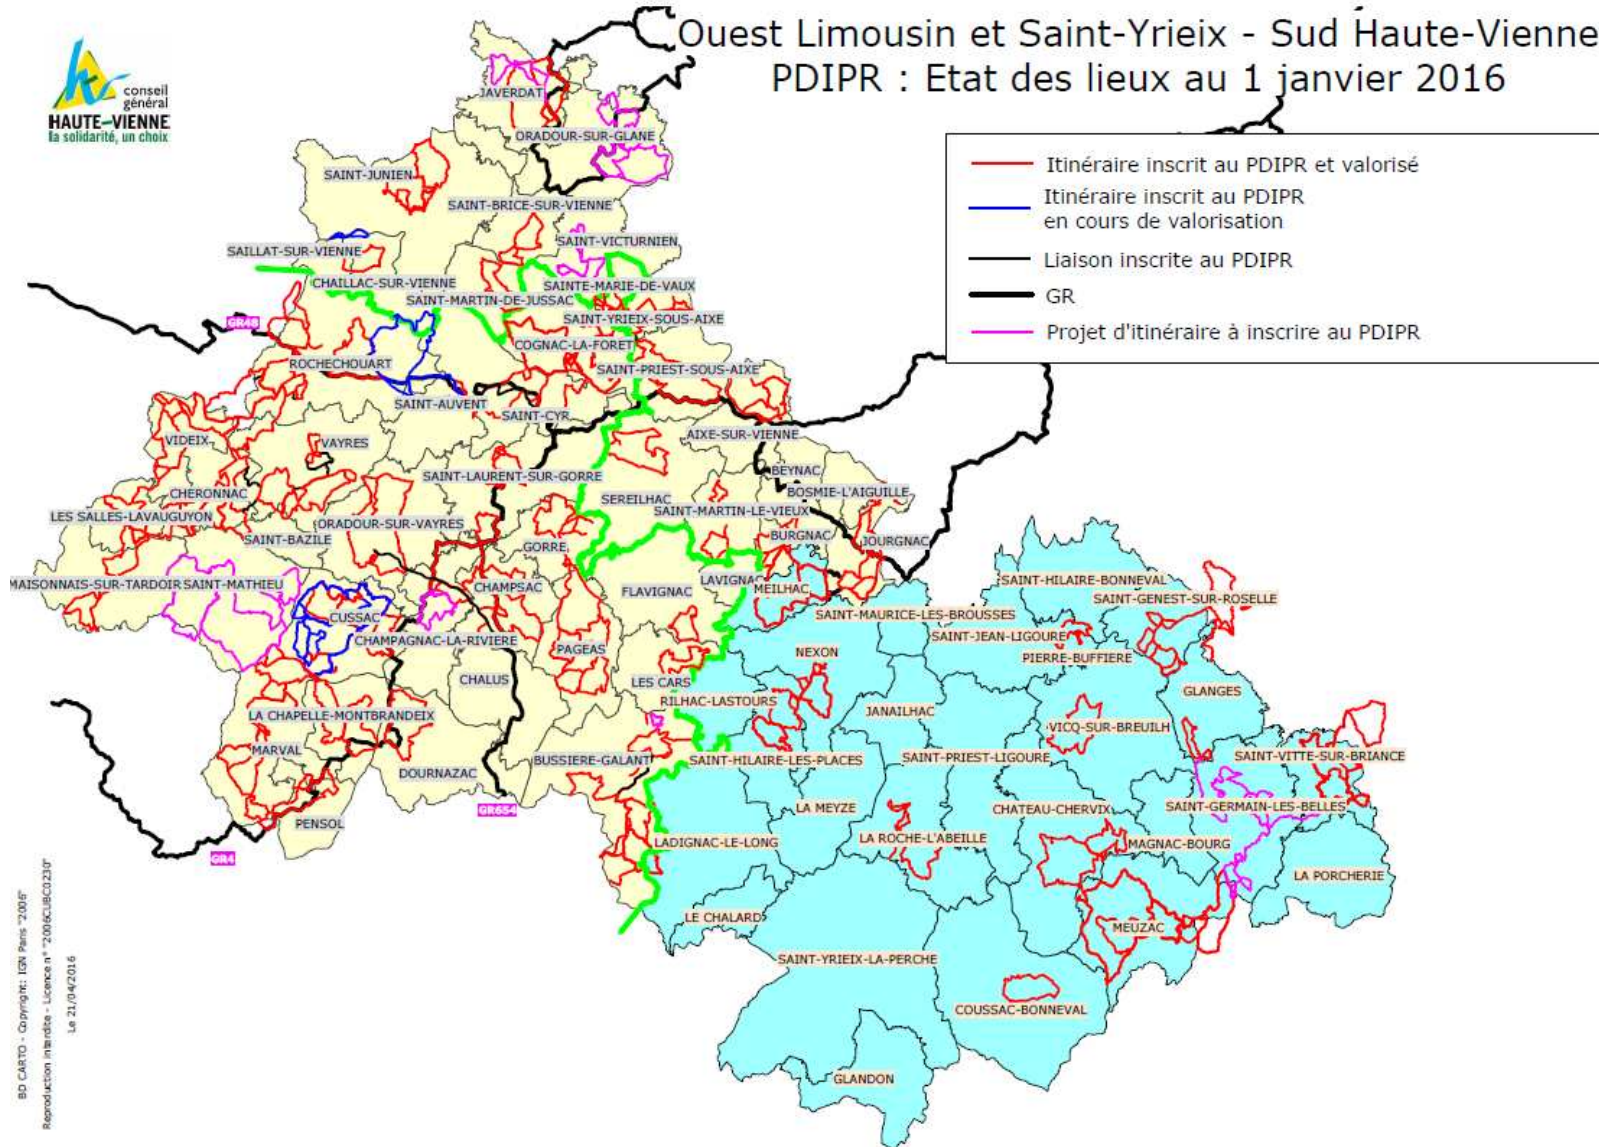 Ouest Limousin et Saint-Yrieix - Sud Haute-Vienne
PDIPR : Etat des lieux au 1 janvier 2016
conseil
général
HAUTE-VIENNE
la solidarité, un choix
Itinéraire inscrit au PDIPR et valorisé
Itinéraire inscrit au PDIPR
en cours de valorisation
Liaison inscrite au PDIPR
GR
Projet d'itinéraire à inscrire au PDIPR
JAVERDAT
ORADOUR-SUR-GLANE
SAINT-JUNIEN
SAINT-BRICE-SUR-VIENNE
SAINT-VICTURNIEN
SAILLAT-SUR-VIENNE
CHAILLAC-SUR-VIENNE
SAINTE-MARIE-DE-VAUX
SAINT-MARTIN-DE-JUSSAC
SAINT-YRIEIX-SOUS-AIXE
GR48
COGNAC-LA-FORET
ROCHECHOUART
SAINT-PRIEST-SOUS-AIXE
SAINT-AUVENT
SAINT-CYR
AIXE-SUR-VIENNE
VIDEIX
VAYRES
BEYNAC
SAINT-LAURENT-SUR-GORRE
CHERONNAC
SEREILHAC
BOSMIE-L'AIGUILLE
SAINT-MARTIN-LE-VIEUX
LES SALLES-LAVAUGUYON
ORADOUR-SUR-VAYRES
SAINT-BAZILE
GORRE
BURGNAC
JOURGNAC
MAISONNAIS-SUR-TARDOIR
SAINT-MATHIEU
CHAMPSAC
FLAVIGNAC
LAVIGNAC
MEILHAC
SAINT-HILAIRE-BONNEVAL
SAINT-GENEST-SUR-ROSELLE
CUSSAC
SAINT-MAURICE-LES-BROUSSES
CHAMPAGNAC-LA-RIVIERE
SAINT-JEAN-LIGOURE
PAGEAS
NEXON
PIERRE-BUFFIERE
CHALUS
LES CARS
GLANGES
RILHAC-LASTOURS
JANAILHAC
LA CHAPELLE-MONTBRANDEIX
VICQ-SUR-BREUILH
MARVAL
BUSSIERE-GALANT
SAINT-HILAIRE-LES-PLACES
SAINT-PRIEST-LIGOURE
SAINT-VITTE-SUR-BRIANCE
DOURNAZAC
LA MEYZE
CHATEAU-CHERVIX
SAINT-GERMAIN-LES-BELLES
GR654
PENSOL
LADIGNAC-LE-LONG
LA ROCHE-L'ABEILLE
MAGNAC-BOURG
GR4
LA PORCHERIE
LE CHALARD
MEUZAC
SAINT-YRIEIX-LA-PERCHE
COUSSAC-BONNEVAL
GLANDON
BD CARTO - Copyright: IGN Paris "2006"
Reproduction interdite - Licence n° "2006CUBC0230"
Le 21/04/2016